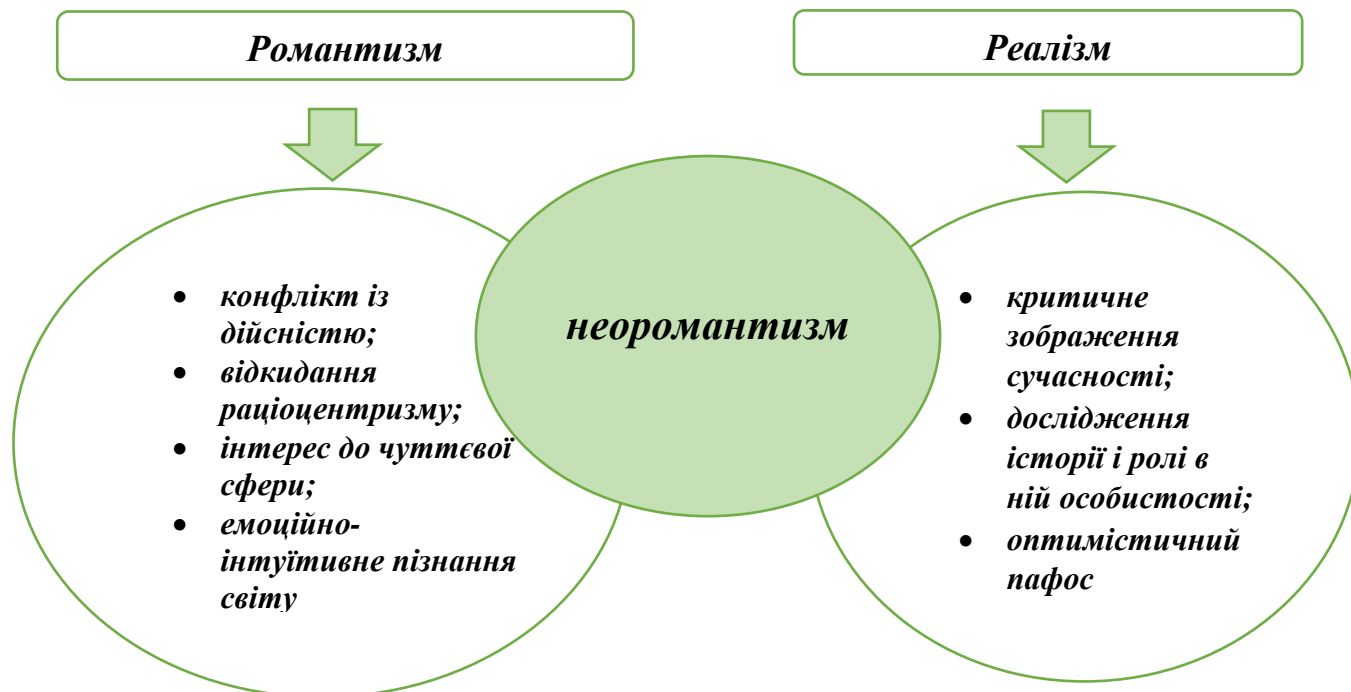 Романтизм
Реалізм
• конфлікт із
дійсністю;
• відкидання
раціоцентризму;
• інтерес до чуттєвої
сфери;
• емоційно-
інтуїтивне пізнання
світу
неоромантизм
• критичне
зображення
сучасності;
• дослідження
історії і ролі в
ній особистості;
• оптимістичний
пафос